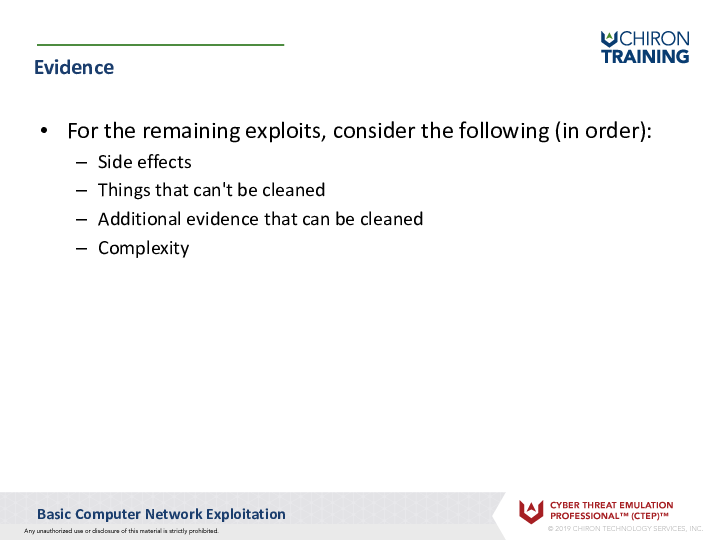 CHIRON
TRAINING
Evidence
• For the remaining exploits, consider the following (in order):
– Side effects
– Things that can't be cleaned
– Additional evidence that can be cleaned
– Complexity
Basic Computer Network Exploitation
Any unauthorized use or disclosure of this material is strictly prohibited.
CYBER THREAT EMULATION
PROFESSIONAL™ (CTEP)™
© 2019 CHIRON TECHNOLOGY SERVICES, INC.